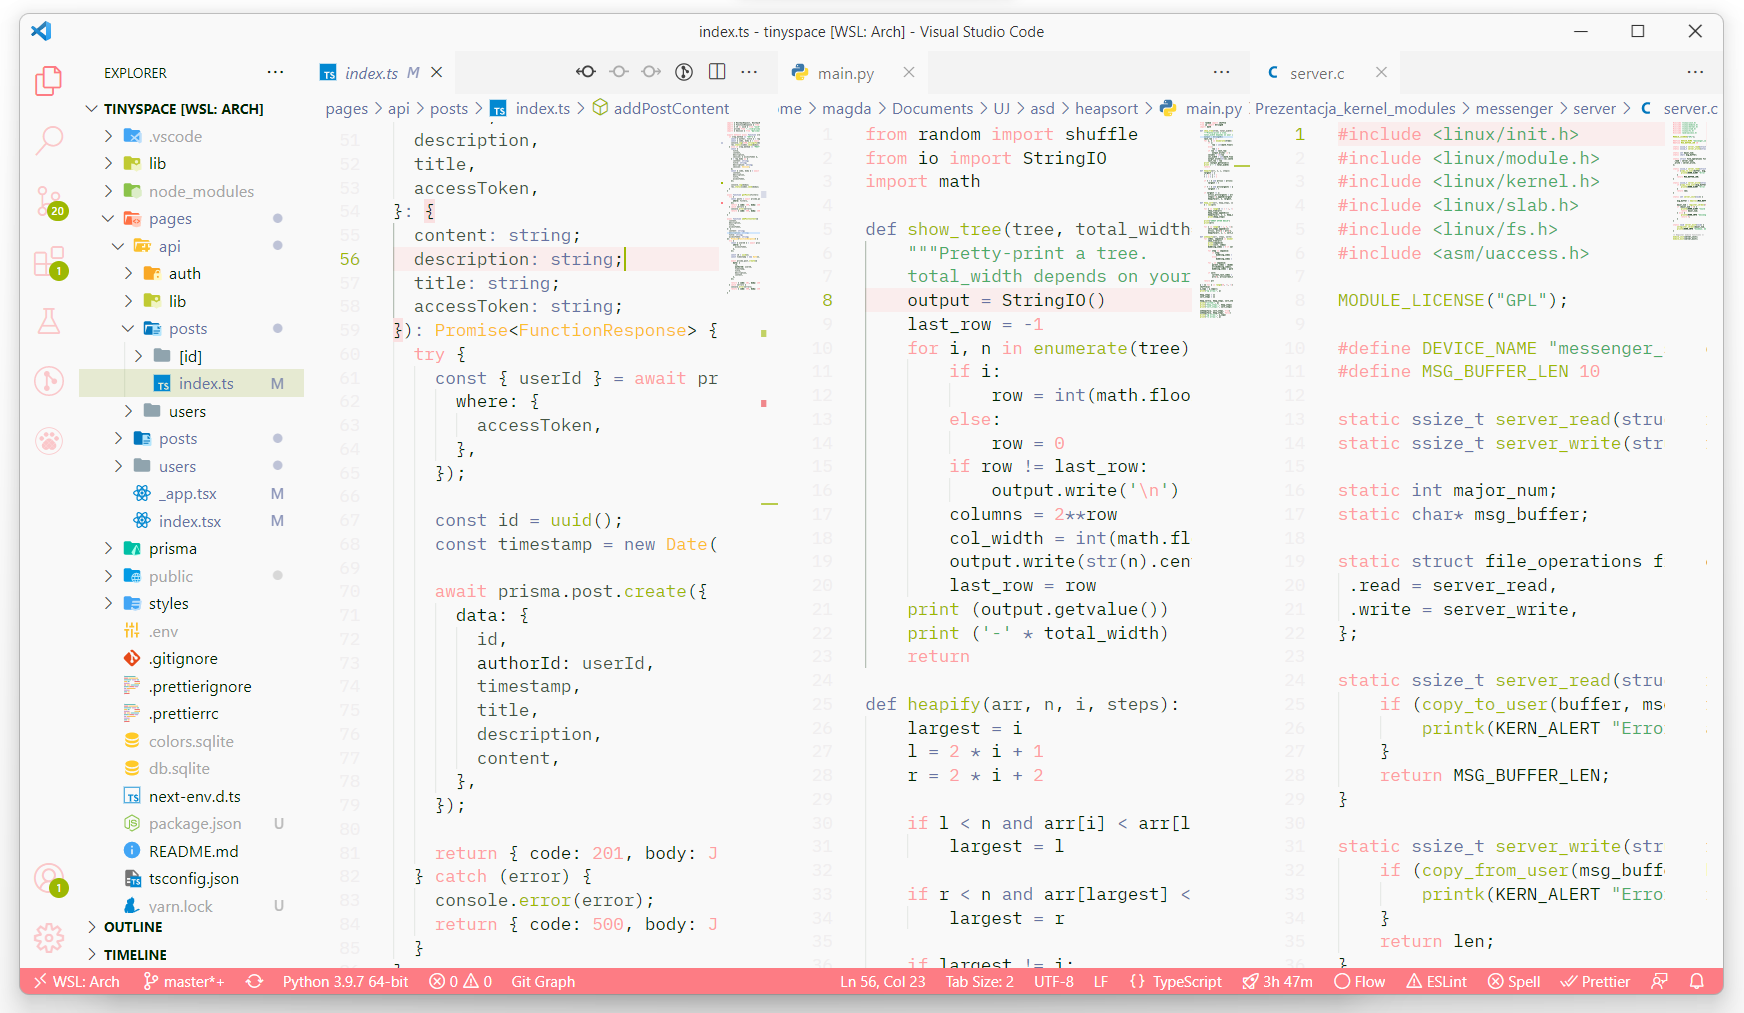 index.ts - tinyspace [WSL: Arch] - Visual Studio Code
EXPLORER
TINYSPACE [WSL: ARCH]
.vscode
lib
node_modules
pages
api
auth
lib
posts
[id]
index.ts M
users
posts
users
_app.tsx M
index.tsx M
prisma
public
styles
.env
.gitignore
.prettierignore
.prettierrc
colors.sqlite
db.sqlite
next-env.d.ts
package.json U
README.md
tsconfig.json
yarn.lock U
OUTLINE
TIMELINE
20
1
1
index.ts M
pages > api > posts > index.ts > addPostContent
51 description,
52 title,
53 accessToken,
54 }: {
55 content: string;
56 description: string;
57 title: string;
58 accessToken: string;
59 }): Promise<FunctionResponse> {
60 try {
61 const { userId } = await pr
62 where: {
63 accessToken,
64 },
65 });
66
67 const id = uuid();
68 const timestamp = new Date(
69
70 await prisma.post.create({
71 data: {
72 id,
73 authorId: userId,
74 timestamp,
75 title,
76 description,
77 content,
78 },
79 });
80
81 return { code: 201, body: J
82 } catch (error) {
83 console.error(error);
84 return { code: 500, body: J
85 }
main.py
ome > magda > Documents > UJ > asd > heapsort > main.py
1 from random import shuffle
2 from io import StringIO
3 import math
4
5 def show_tree(tree, total_width
6 """Pretty-print a tree.
7 total_width depends on your
8 output = StringIO()
9 last_row = -1
10 for i, n in enumerate(tree)
11 if i:
12 row = int(math.floo
13 else:
14 row = 0
15 if row != last_row:
16 output.write('\n')
17 columns = 2**row
18 col_width = int(math.fl
19 output.write(str(n).cen
20 last_row = row
21 print (output.getvalue())
22 print ('-' * total_width)
23 return
24
25 def heapify(arr, n, i, steps):
26 largest = i
27 l = 2 * i + 1
28 r = 2 * i + 2
29
30 if l < n and arr[i] < arr[l
31 largest = l
32
33 if r < n and arr[largest] <
34 largest = r
35
36 if largest != i:
server.c
Prezentacja_kernel_modules > messenger > server > server.c
1 #include <linux/init.h>
2 #include <linux/module.h>
3 #include <linux/kernel.h>
4 #include <linux/slab.h>
5 #include <linux/fs.h>
6 #include <asm/uaccess.h>
7
8 MODULE_LICENSE("GPL");
9
10 #define DEVICE_NAME "messenger_
11 #define MSG_BUFFER_LEN 10
12
13 static ssize_t server_read(stru
14 static ssize_t server_write(str
15
16 static int major_num;
17 static char* msg_buffer;
18
19 static struct file_operations f
20 .read = server_read,
21 .write = server_write,
22 };
23
24 static ssize_t server_read(stru
25 if (copy_to_user(buffer, ms
26 printk(KERN_ALERT "Erro
27 }
28 return MSG_BUFFER_LEN;
29 }
30
31 static ssize_t server_write(str
32 if (copy_from_user(msg_buff
33 printk(KERN_ALERT "Erro
34 }
35 return len;
36 }
WSL: Arch master*+ Python 3.9.7 64-bit 0 0 Git Graph Ln 56, Col 23 Tab Size: 2 UTF-8 LF {} TypeScript 3h 47m Flow ESLint Spell Prettier